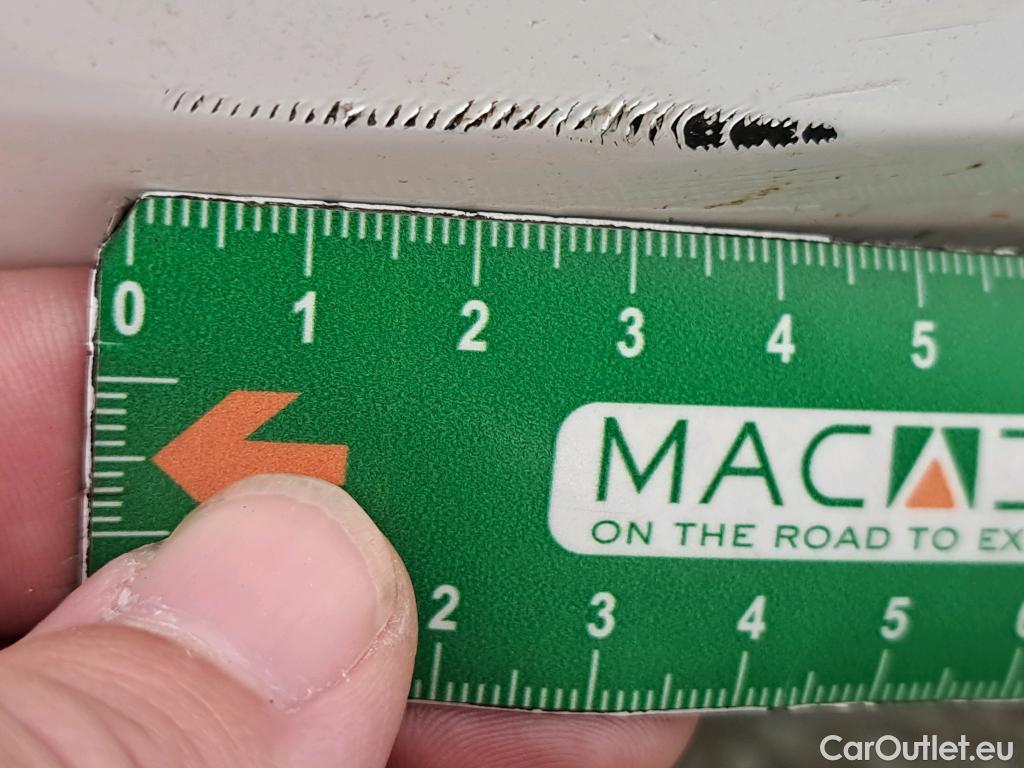 0 1 2 3 4 5
MAC
ON THE ROAD TO EX
2 3 4 5
CarOutlet.eu